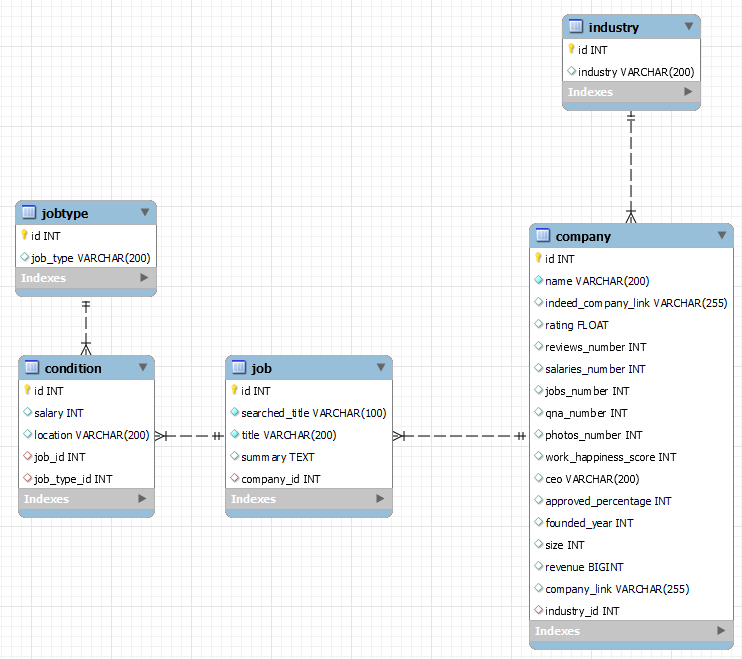 industry
id INT
industry VARCHAR(200)
Indexes
jobtype
id INT
job_type VARCHAR(200)
Indexes
condition
id INT
salary INT
location VARCHAR(200)
job_id INT
job_type_id INT
Indexes
job
id INT
searched_title VARCHAR(100)
title VARCHAR(200)
summary TEXT
company_id INT
Indexes
company
id INT
name VARCHAR(200)
indeed_company_link VARCHAR(255)
rating FLOAT
reviews_number INT
salaries_number INT
jobs_number INT
qna_number INT
photos_number INT
work_happiness_score INT
ceo VARCHAR(200)
approved_percentage INT
founded_year INT
size INT
revenue BIGINT
company_link VARCHAR(255)
industry_id INT
Indexes